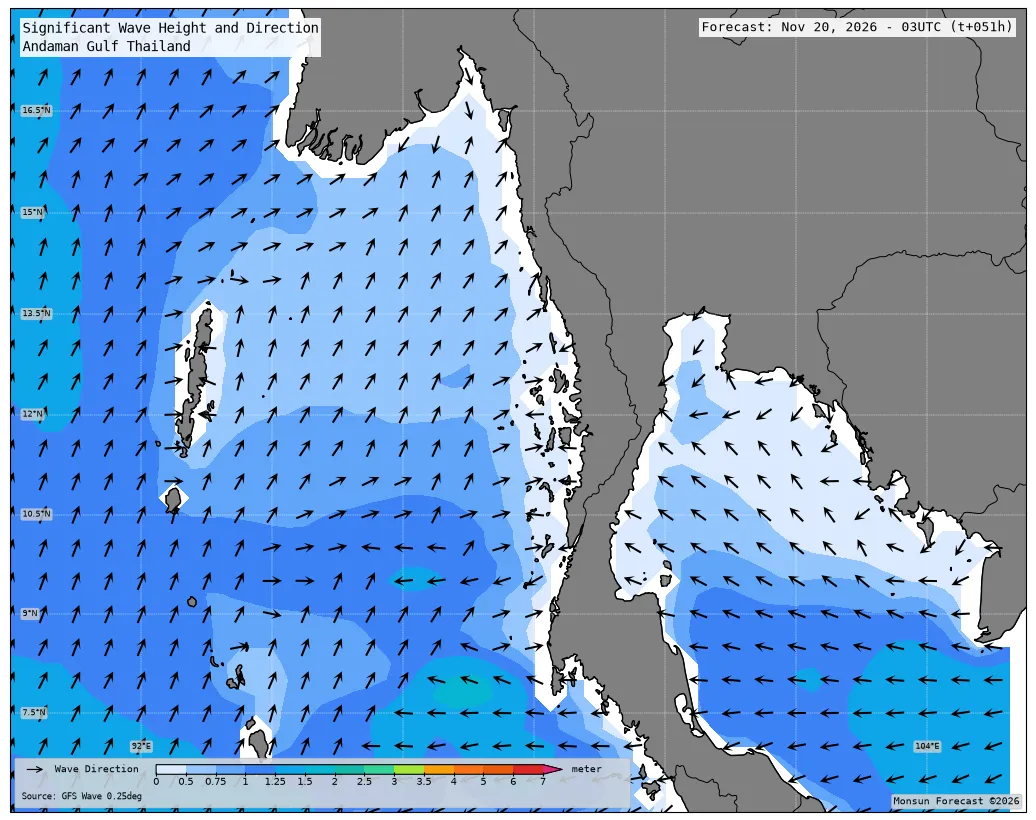 Significant Wave Height and Direction
Andaman Gulf Thailand
Forecast: Nov 20, 2026 - 03UTC (t+051h)
16.5°N
15°N
13.5°N
12°N
10.5°N
9°N
7.5°N
92°E
104°E
Wave Direction
0.5 0.75 1 1.25 1.5 2 2.5 3 3.5 4 5 6 7
meter
Source: GFS Wave 0.25deg
Monsun Forecast ©2026